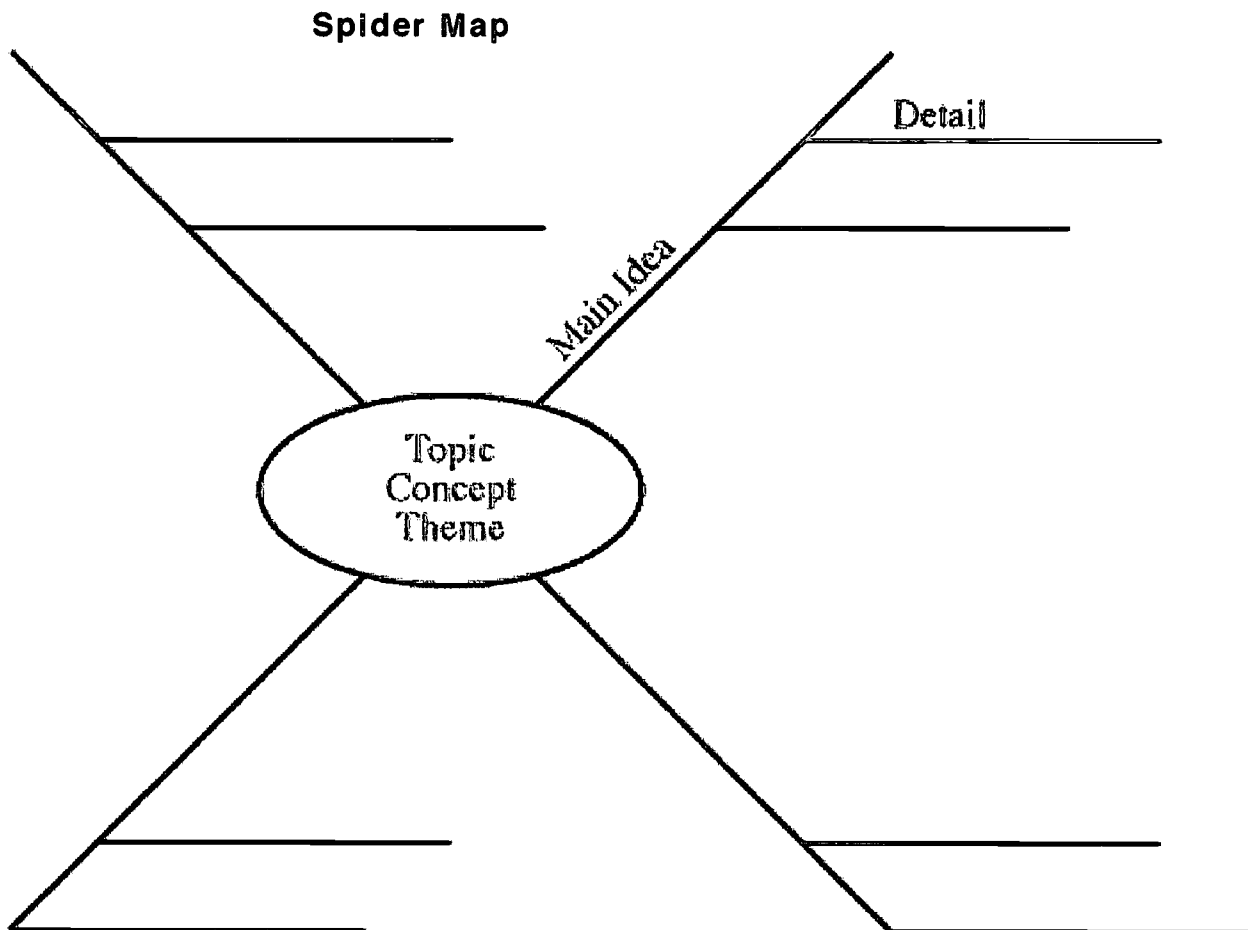 Spider Map
Detail
Main Idea
Topic
Concept
Theme